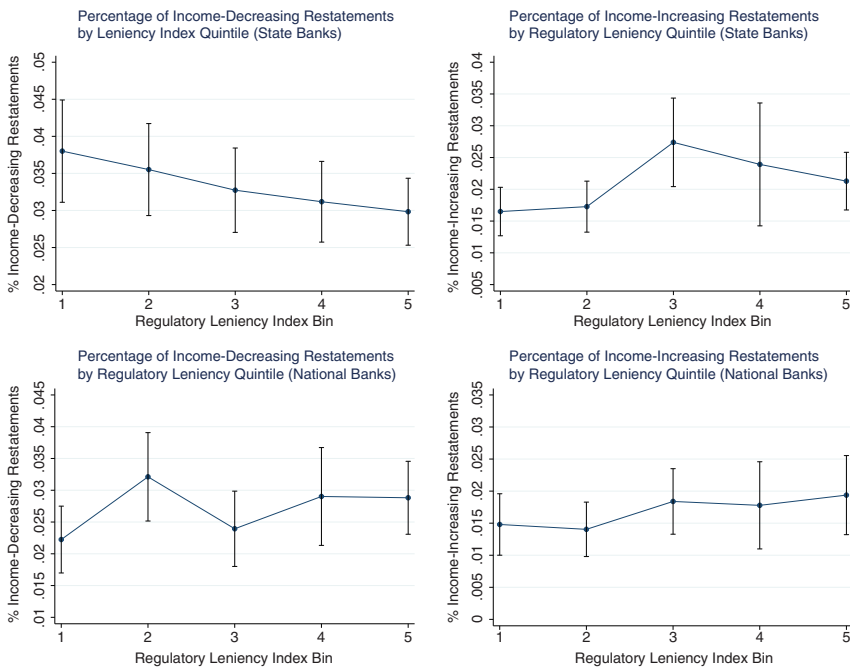 Percentage of Income-Decreasing Restatements
by Leniency Index Quintile (State Banks)
% Income-Decreasing Restatements
.05
.045
.04
.035
.03
.025
.02
1 2 3 4 5
Regulatory Leniency Index Bin
Percentage of Income-Increasing Restatements
by Regulatory Leniency Quintile (State Banks)
% Income-Increasing Restatements
.04
.035
.03
.025
.02
.015
.01
.005
1 2 3 4 5
Regulatory Leniency Index Bin
Percentage of Income-Decreasing Restatements
by Regulatory Leniency Quintile (National Banks)
% Income-Decreasing Restatements
.045
.04
.035
.03
.025
.02
.015
.01
1 2 3 4 5
Regulatory Leniency Index Bin
Percentage of Income-Increasing Restatements
by Regulatory Leniency Quintile (National Banks)
% Income-Increasing Restatements
.035
.03
.025
.02
.015
.01
.005
0
1 2 3 4 5
Regulatory Leniency Index Bin